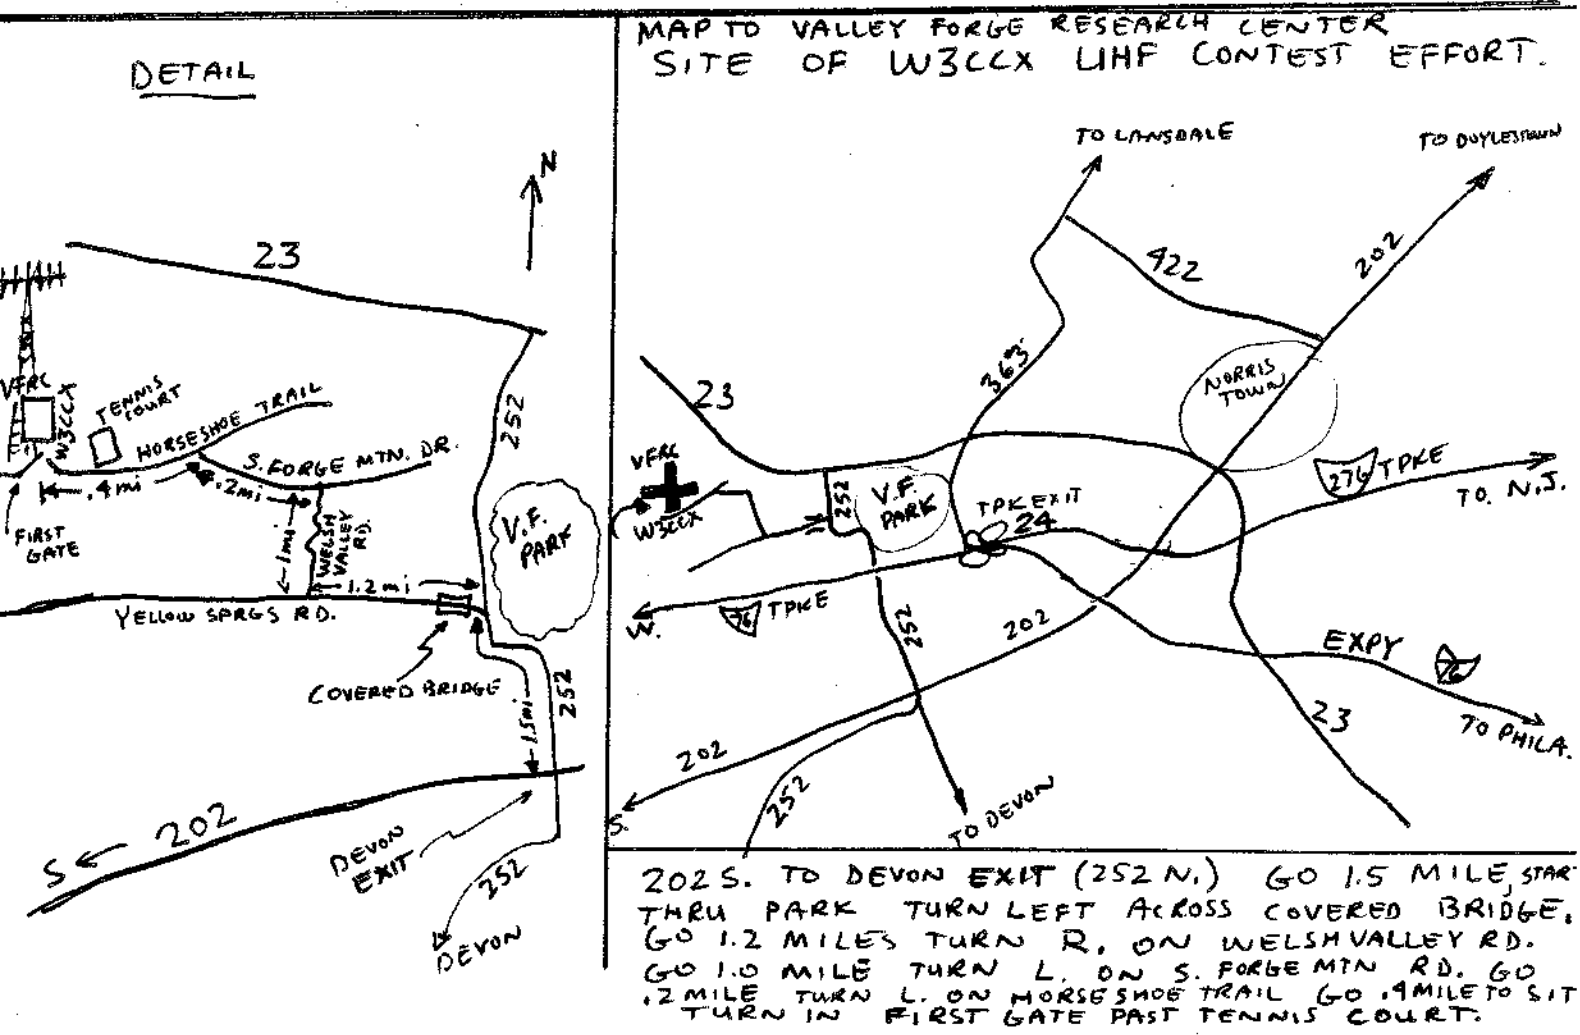 DETAIL
N
23
VFRC
W3CCX
TENNIS
COURT
HORSESHOE TRAIL
S. FORGE MTN. DR.
.4mi
.2mi
FIRST
GATE
1mi
WELSH
VALLEY
RD.
1.2mi
YELLOW SPRGS RD.
252
V.F.
PARK
COVERED BRIDGE
1.5mi
252
S ← 202
DEVON
EXIT
252
DEVON
MAP TO VALLEY FORGE RESEARCH CENTER
SITE OF W3CCX UHF CONTEST EFFORT.
TO LANSDALE
TO DOYLESTOWN
422
202
363
23
NORRIS
TOWN
VFRC
W3CCX
252
V.F.
PARK
TPK EXIT
24
276 TPKE
TO. N.J.
W.
76 TPKE
252
202
EXPY 76
TO PHILA.
23
202
252
S.
TO DEVON
202 S. TO DEVON EXIT (252 N.) GO 1.5 MILE, STAR
THRU PARK TURN LEFT ACROSS COVERED BRIDGE.
GO 1.2 MILES TURN R. ON WELSH VALLEY RD.
GO 1.0 MILE TURN L. ON S. FORGE MTN RD. GO
.2 MILE TURN L. ON HORSESHOE TRAIL GO .4 MILE TO SIT
TURN IN FIRST GATE PAST TENNIS COURT.